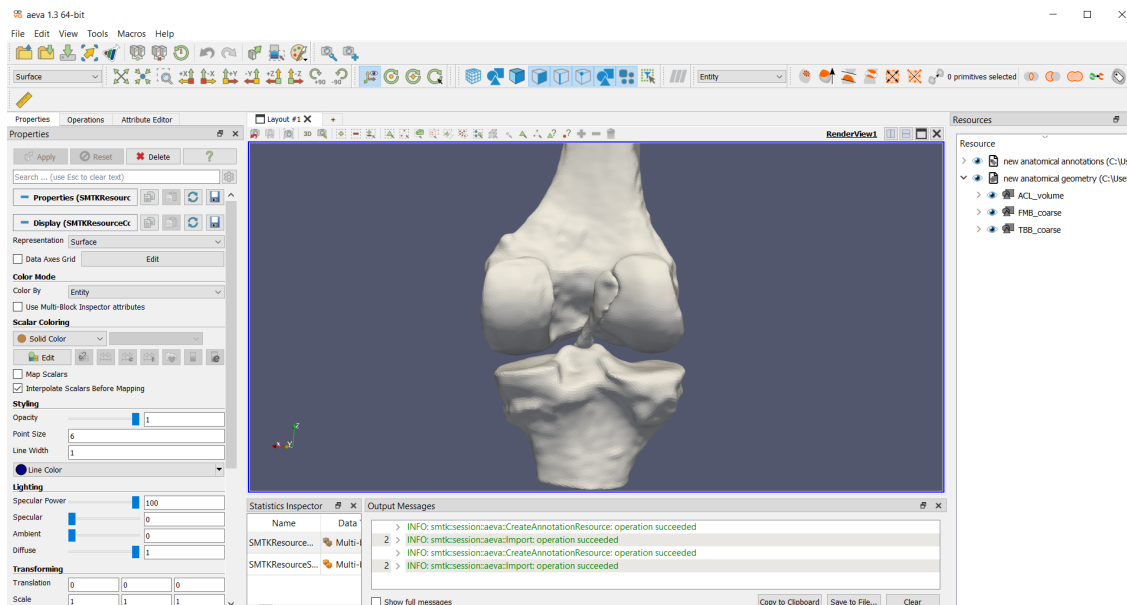 aeva 1.3 64-bit
File Edit View Tools Macros Help
Surface
+X -X +Y -Y +Z -Z +90 -90
Entity
0 primitives selected
Properties Operations Attribute Editor
Properties
Apply Reset Delete ?
Search ... (use Esc to clear text)
Properties (SMTKResourc
Display (SMTKResourceCc
Representation Surface
Data Axes Grid Edit
Color Mode
Color By Entity
Use Multi-Block Inspector attributes
Scalar Coloring
Solid Color
Edit
Map Scalars
Interpolate Scalars Before Mapping
Styling
Opacity 1
Point Size 6
Line Width 1
Line Color
Lighting
Specular Power 100
Specular 0
Ambient 0
Diffuse 1
Transforming
Translation 0 0 0
Scale 1 1 1
Layout #1 X +
3D
RenderView1
Z
X Y
Statistics Inspector
Name Data T
SMTKResource... Multi-l
SMTKResourceS... Multi-l
Output Messages
> INFO: smtk::session::aeva::CreateAnnotationResource: operation succeeded
2 > INFO: smtk::session::aeva::Import: operation succeeded
> INFO: smtk::session::aeva::CreateAnnotationResource: operation succeeded
2 > INFO: smtk::session::aeva::Import: operation succeeded
Show full messages
Copy to Clipboard Save to File... Clear
Resources
Resource
new anatomical annotations (C:\Us
new anatomical geometry (C:\User
ACL_volume
FMB_coarse
TBB_coarse